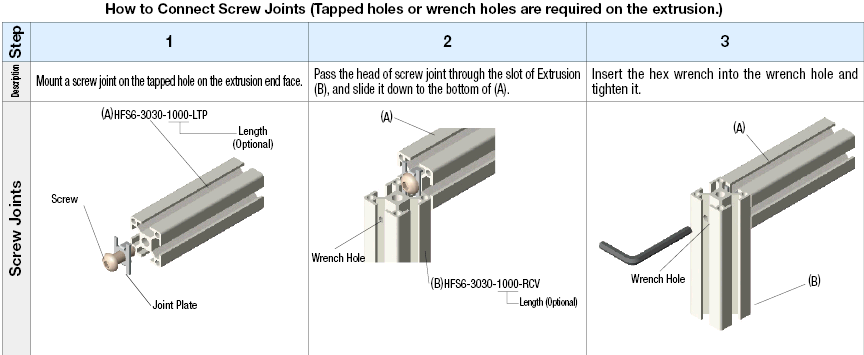 How to Connect Screw Joints (Tapped holes or wrench holes are required on the extrusion.)
Step
1
2
3
Description
Mount a screw joint on the tapped hole on the extrusion end face.
Pass the head of screw joint through the slot of Extrusion
(B), and slide it down to the bottom of (A).
Insert the hex wrench into the wrench hole and
tighten it.
Screw Joints
(A)HFS6-3030-1000-LTP
Length
(Optional)
Screw
Joint Plate
(A)
Wrench Hole
(B)HFS6-3030-1000-RCV
Length (Optional)
(A)
Wrench Hole
(B)